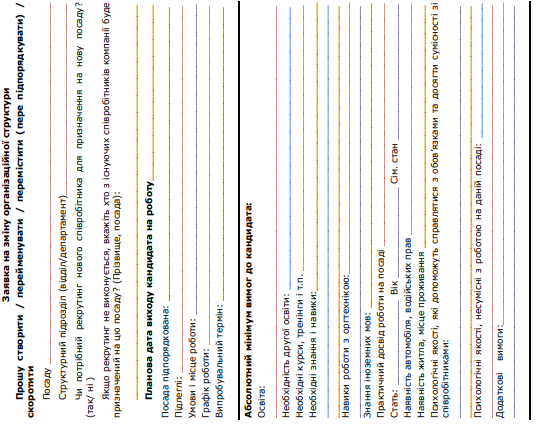 Заявка на зміну організаційної структури
Прошу створити / перейменувати / перемістити (пере підпорядкувати) /
скоротити
Посаду
Структурний підрозділ (відділ/департамент)
Чи потрібний рекрутинг нового співробітника для призначення на нову посаду?
(так/ ні )
Якщо рекрутинг не виконується, вкажіть хто з існуючих співробітників компанії буде
призначений на цю посаду? (Прізвище, посада):
Планова дата виходу кандидата на роботу
Посада підпорядкована:
Підлеглі:
Умови і місце роботи:
Графік роботи:
Випробувальний термін:
Абсолютний мінімум вимог до кандидата:
Освіта:
Необхідність другої освіти:
Необхідні курси, тренінги і т.п.
Необхідні знання і навики:
Навики роботи з оргтехнікою:
Знання іноземних мов:
Практичний досвід роботи на посаді
Стать: Вік Сім. стан
Наявність автомобіля, водійських прав
Наявність житла, місце проживання
Психологічні якості, які допоможуть справлятися з обов'язками та досягти сумісності зі
співробітниками:
Психологічні якості, несумісні з роботою на даній посаді:
Додаткові вимоги: